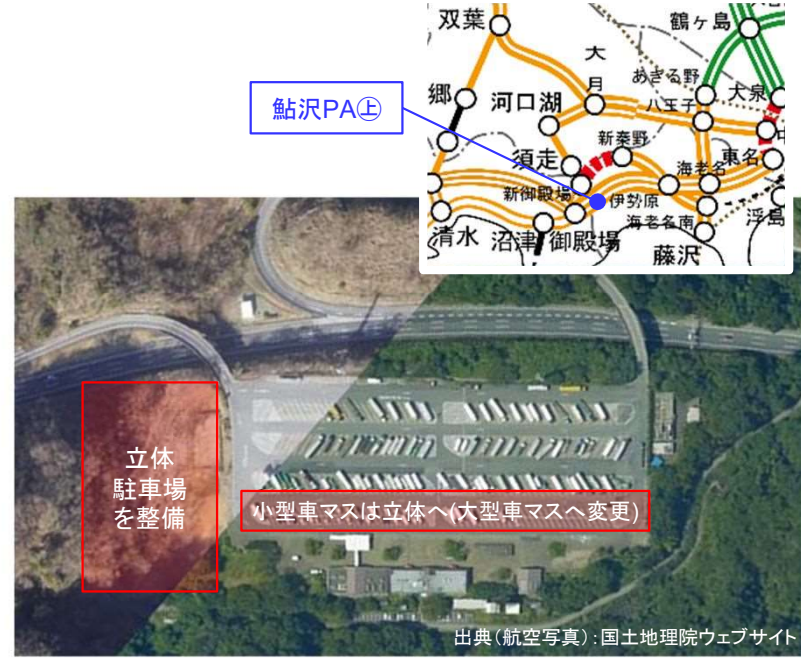 双葉
鶴ヶ島
大
月
あきる野
大泉
八王子
郷
河口湖
鮎沢PA㊤
新秦野
中
須走
東名
海老名
新御殿場
伊勢原
清水
沼津
御殿場
海老名南
浮島
藤沢
立体
駐車場
を整備
小型車マスは立体へ(大型車マスへ変更)
出典(航空写真):国土地理院ウェブサイト